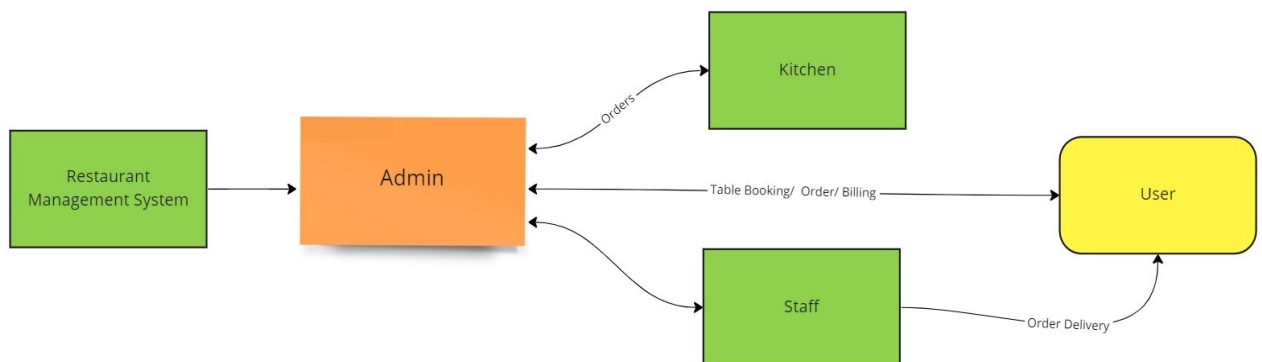 Kitchen
Orders
Restaurant
Management System
Admin
Table Booking/ Order/ Billing
User
Staff
Order Delivery